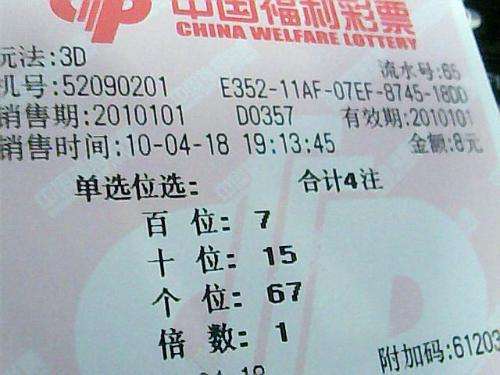 中国福利彩票
CHINA WELFARE LOTTERY
玩法:3D
流水号:65
机号:52090201 E352-11AF-07EF-8745-18DD
销售期:2010101 D0357 有效期:2010101
销售时间:10-04-18 19:13:45 金额:8元
单选位选: 合计4注
百位: 7
十位: 15
个位: 67
倍数: 1
附加码:61203